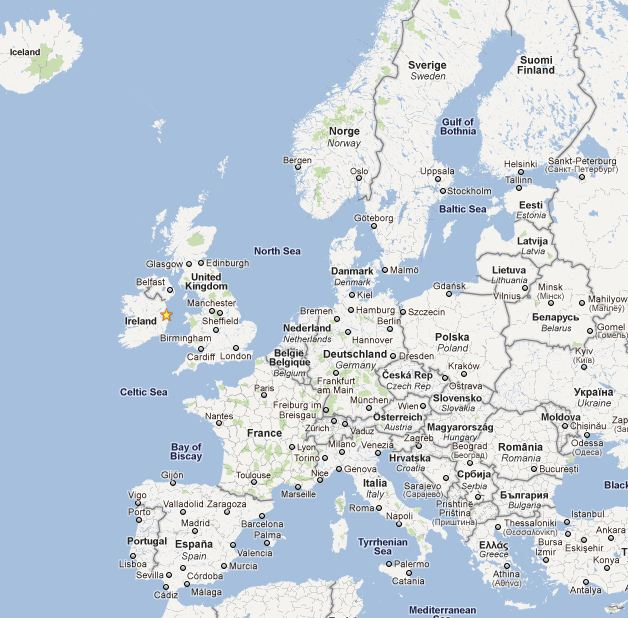 Iceland
Sverige
Sweden
Suomi
Finland
Norge
Norway
Gulf of
Bothnia
Bergen
Oslo
Uppsala
Stockholm
Helsinki
Tallinn
Sankt-Peterburg
(Санкт-Петербург)
Baltic Sea
Eesti
Estonia
Göteborg
North Sea
Latvija
Latvia
Glasgow
Edinburgh
Belfast
United
Kingdom
Danmark
Denmark
Malmö
Lietuva
Lithuania
Vilnius
Minsk
(Мінск)
Mahilyow
Kiel
Gdańsk
Ireland
Manchester
Sheffield
Birmingham
Cardiff
London
Bremen
Hamburg
Berlin
Szczecin
Hannover
Nederland
Netherlands
Polska
Poland
Беларусь
Belarus
Gomel
België
Belgique
Belgium
Deutschland
Germany
Dresden
Kyiv
Celtic Sea
Paris
Frankfurt
am Main
Česká Rep
Czech Rep
Kraków
Ostrava
Україна
Ukraine
Nantes
Freiburg im
Breisgau
München
Wien
Slovensko
Slovakia
Zürich
Vaduz
Österreich
Austria
Magyarország
Hungary
Moldova
Chişinău
Odessa
(Одеса)
France
Bay of
Biscay
Lyon
Milano
Torino
Venezia
Zagreb
Hrvatska
Croatia
Beograd
(Београд)
România
Romania
Bucureşti
Gijón
Toulouse
Marseille
Nice
Genova
Italia
Italy
Sarajevo
(Сарајево)
Србија
Serbia
Prishtine
Priština
(Приштина)
България
Bulgaria
Black
Vigo
Porto
Valladolid
Zaragoza
Madrid
Barcelona
Palma
Roma
Napoli
Thessaloniki
(Θεσσαλονίκη)
Istanbul
Ankara
Bursa
Eskişehir
Izmir
Konya
Portugal
Lisboa
España
Spain
Valencia
Murcia
Sevilla
Córdoba
Cádiz
Málaga
Tyrrhenian
Sea
Palermo
Catania
Ελλάς
Greece
Athina
(Αθήνα)
Antalya
Mediterranean
Sea